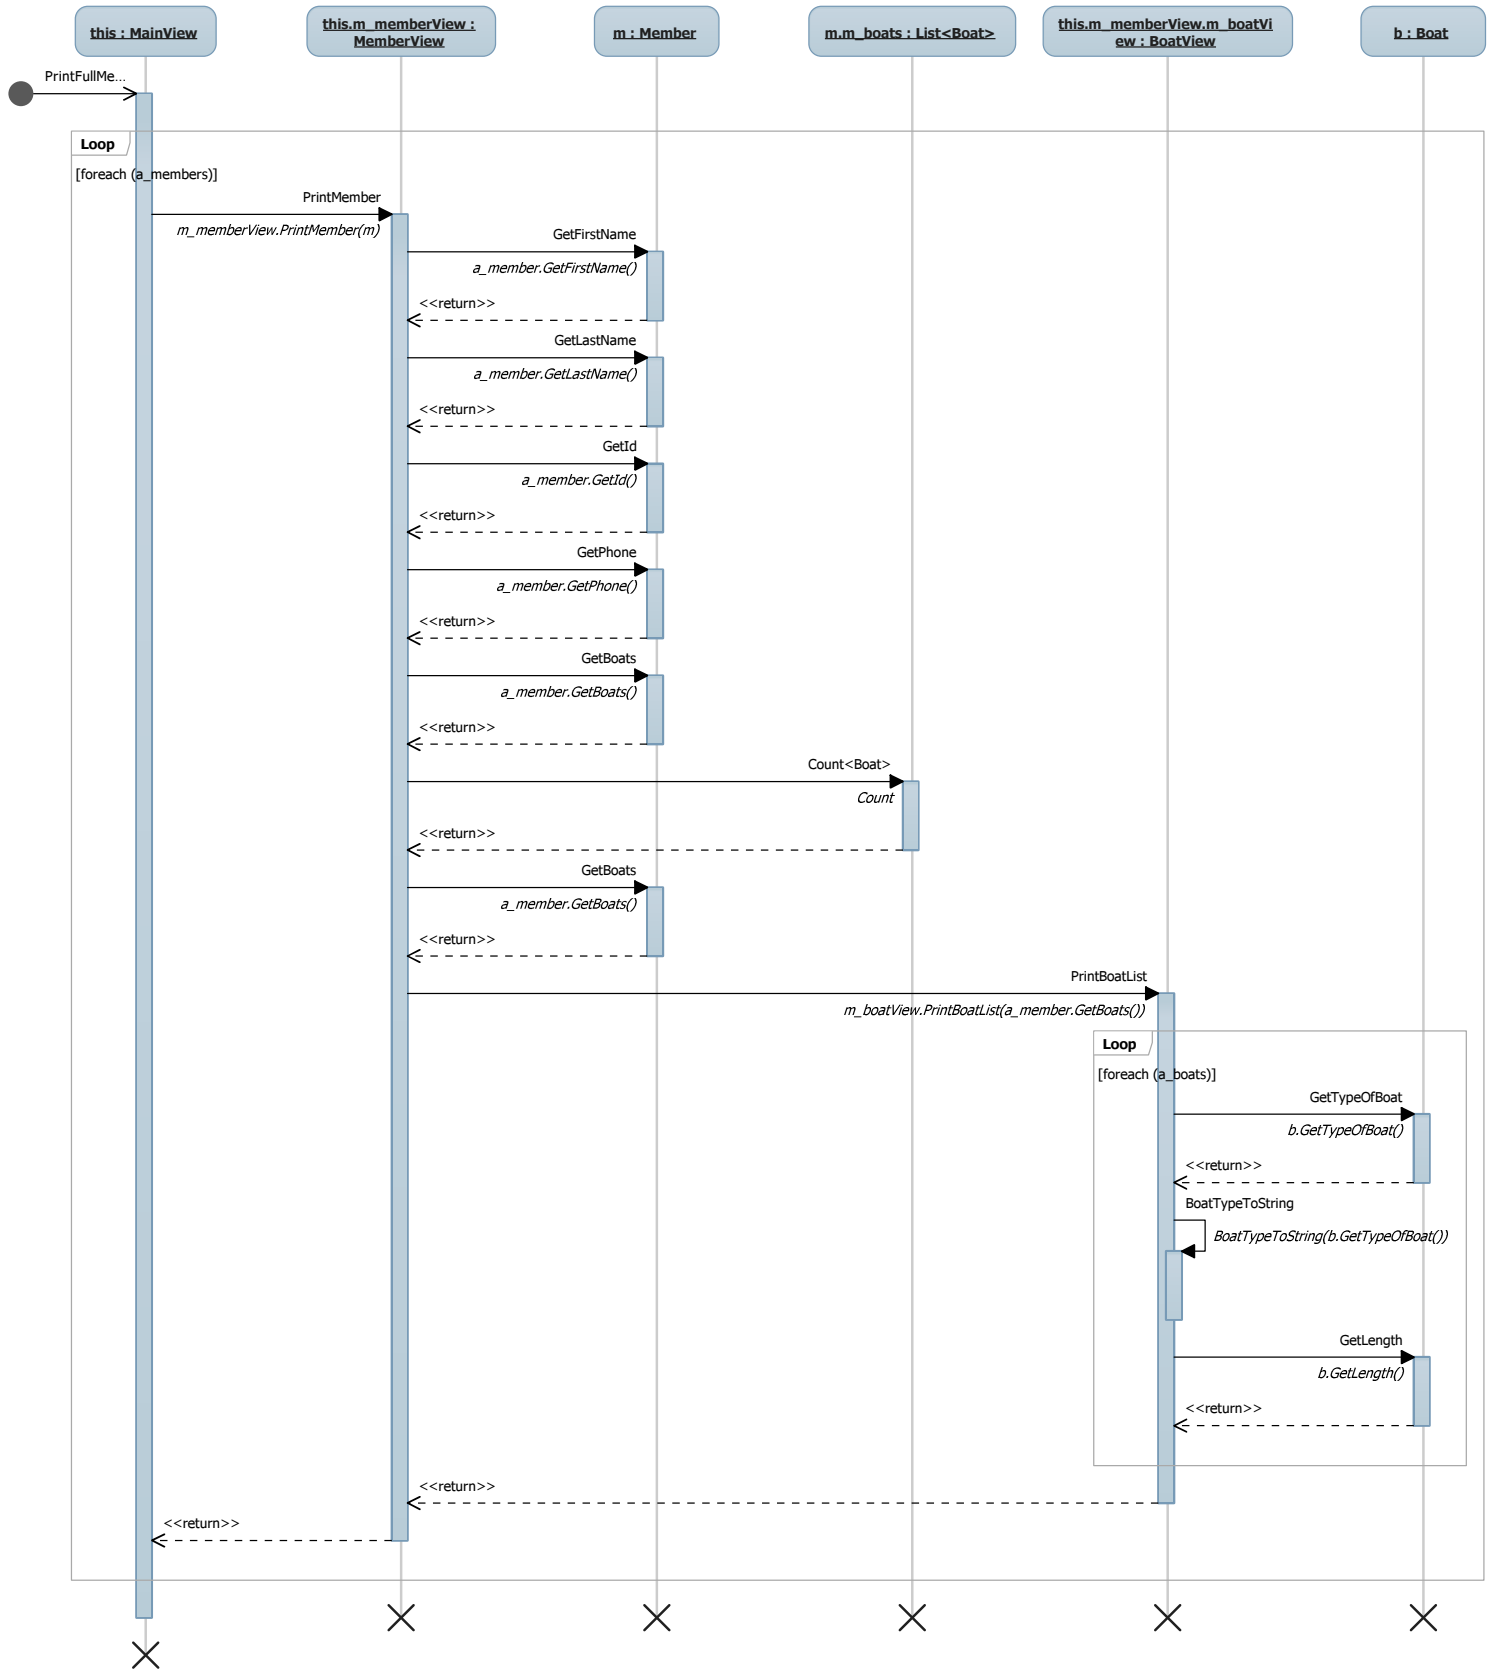 this : MainView
this.m_memberView :
MemberView
m : Member
m.m_boats : List<Boat>
this.m_memberView.m_boatVi
ew : BoatView
b : Boat
PrintFullMe...
Loop
[foreach (a_members)]
PrintMember
m_memberView.PrintMember(m)
GetFirstName
a_member.GetFirstName()
<<return>>
GetLastName
a_member.GetLastName()
<<return>>
GetId
a_member.GetId()
<<return>>
GetPhone
a_member.GetPhone()
<<return>>
GetBoats
a_member.GetBoats()
<<return>>
Count<Boat>
Count
<<return>>
GetBoats
a_member.GetBoats()
<<return>>
PrintBoatList
m_boatView.PrintBoatList(a_member.GetBoats())
Loop
[foreach (a_boats)]
GetTypeOfBoat
b.GetTypeOfBoat()
<<return>>
BoatTypeToString
BoatTypeToString(b.GetTypeOfBoat())
GetLength
b.GetLength()
<<return>>
<<return>>
<<return>>